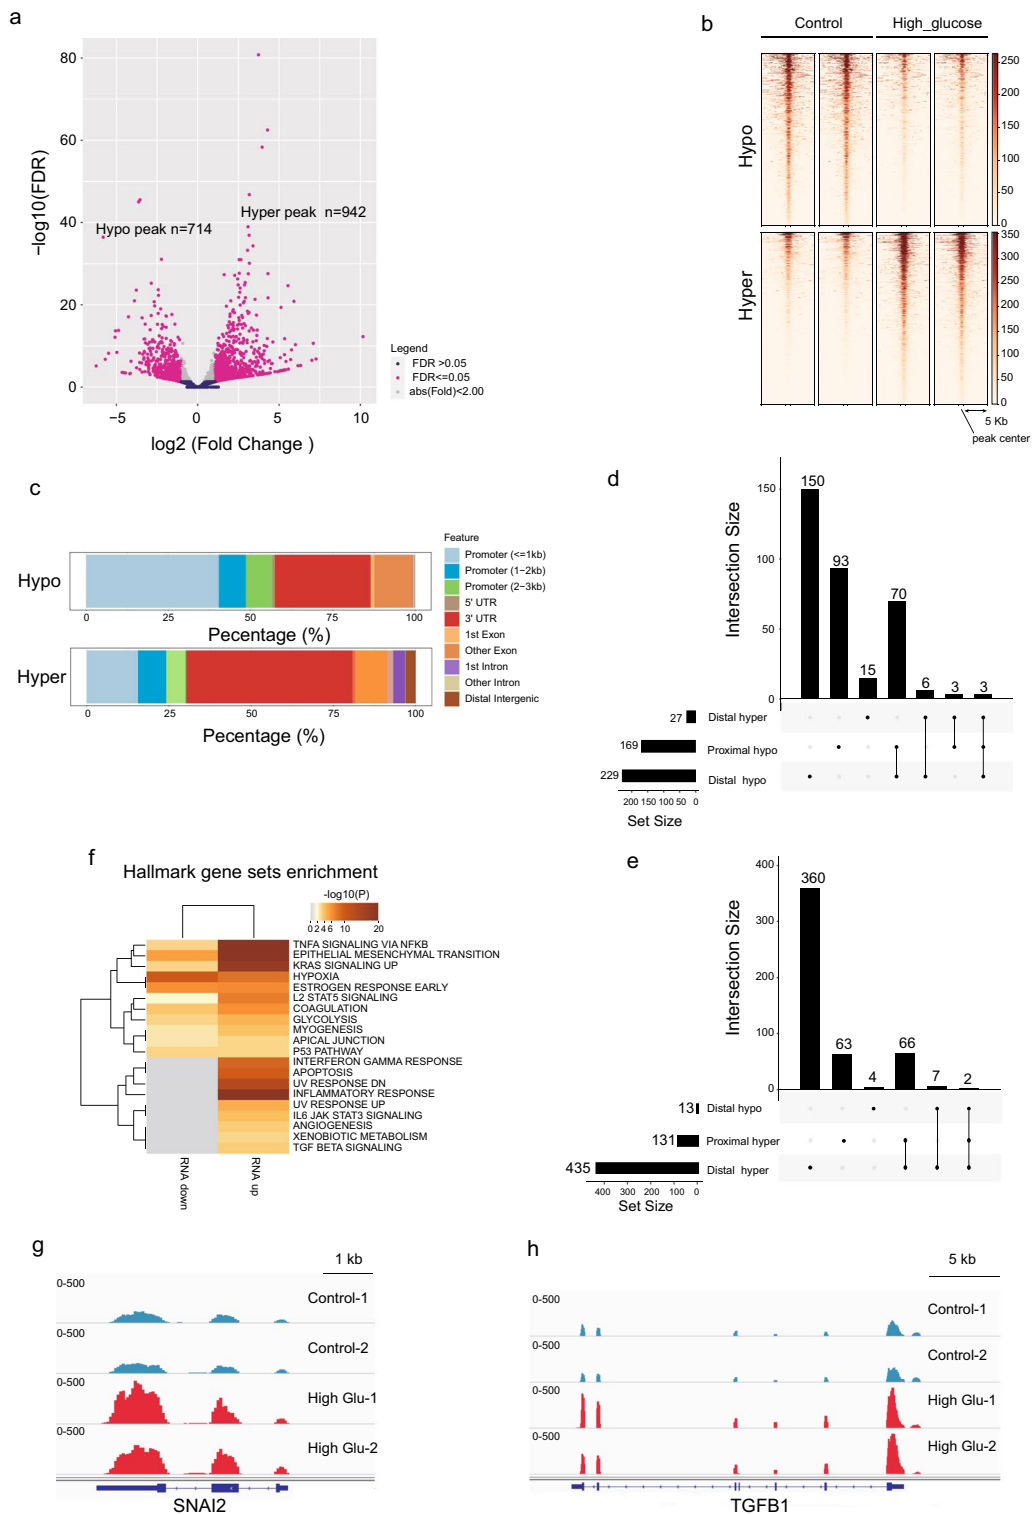 a
80
60
40
20
0
−log10(FDR)
Hypo peak n=714
Hyper peak n=942
−5
0
5
10
log2 (Fold Change )
Legend
FDR >0.05
FDR<=0.05
abs(Fold)<2.00
b
Control
High_glucose
Hypo
Hyper
250
200
150
100
50
0
350
300
250
200
150
100
50
0
5 Kb
peak center
c
Hypo
0
25
50
75
100
Pecentage (%)
Hyper
0
25
50
75
100
Pecentage (%)
Feature
Promoter (<=1kb)
Promoter (1−2kb)
Promoter (2−3kb)
5' UTR
3' UTR
1st Exon
Other Exon
1st Intron
Other Intron
Distal Intergenic
d
Intersection Size
150
100
50
0
150
93
15
70
6
3
3
27
Distal hyper
169
Proximal hypo
229
Distal hypo
200 150 100 50 0
Set Size
e
Intersection Size
400
300
200
100
0
360
63
4
66
7
2
13
Distal hypo
131
Proximal hyper
435
Distal hyper
400 300 200 100 0
Set Size
f
Hallmark gene sets enrichment
-log10(P)
0 2 4 6 10 20
TNFA SIGNALING VIA NFKB
EPITHELIAL MESENCHYMAL TRANSITION
KRAS SIGNALING UP
HYPOXIA
ESTROGEN RESPONSE EARLY
L2 STAT5 SIGNALING
COAGULATION
GLYCOLYSIS
MYOGENESIS
APICAL JUNCTION
P53 PATHWAY
INTERFERON GAMMA RESPONSE
APOPTOSIS
UV RESPONSE DN
INFLAMMATORY RESPONSE
UV RESPONSE UP
IL6 JAK STAT3 SIGNALING
ANGIOGENESIS
XENOBIOTIC METABOLISM
TGF BETA SIGNALING
RNA down
RNA up
g
1 kb
0-500
Control-1
0-500
Control-2
0-500
High Glu-1
0-500
High Glu-2
SNAI2
h
5 kb
0-500
Control-1
0-500
Control-2
0-500
High Glu-1
0-500
High Glu-2
TGFB1